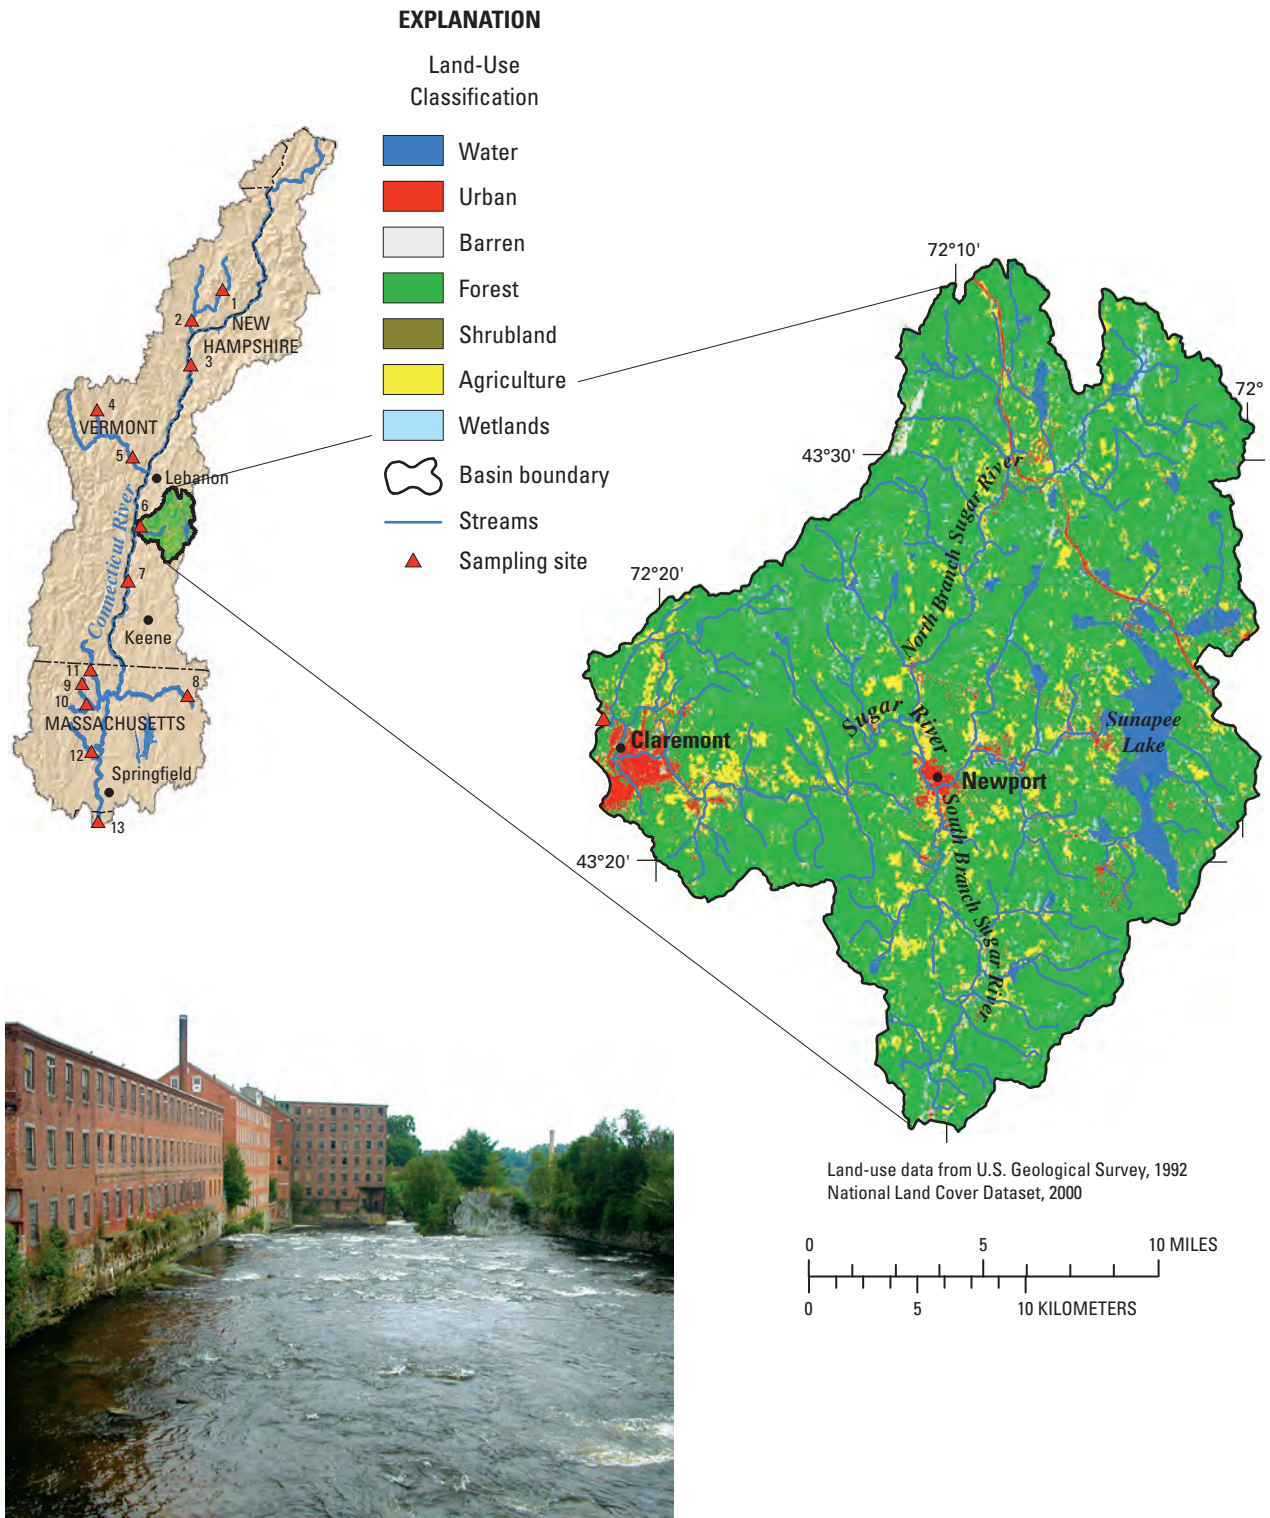 EXPLANATION
Land-Use
Classification
Water
Urban
Barren
Forest
Shrubland
Agriculture
Wetlands
Basin boundary
Streams
Sampling site
1
2
NEW
HAMPSHIRE
3
4
VERMONT
5
Lebanon
6
Connecticut River
7
Keene
11
9
8
10
MASSACHUSETTS
12
Springfield
13
72°10'
72°
43°30'
North Branch Sugar River
72°20'
Sugar River
Sunapee
Lake
Claremont
Newport
South Branch Sugar River
43°20'
Land-use data from U.S. Geological Survey, 1992
National Land Cover Dataset, 2000
0 5 10 MILES
0 5 10 KILOMETERS